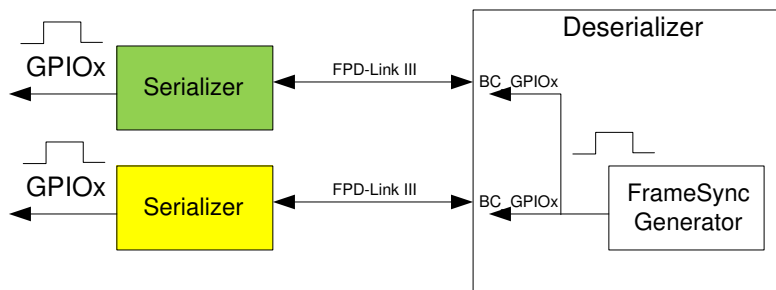 Deserializer
GPIOx
Serializer
FPD-Link III
BC_GPIOx
GPIOx
Serializer
FPD-Link III
BC_GPIOx
FrameSync
Generator